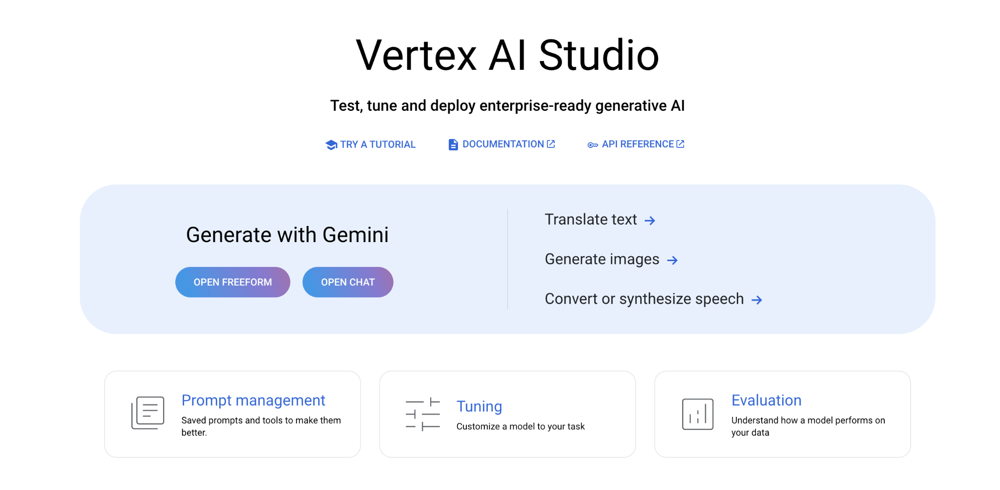 Vertex AI Studio
Test, tune and deploy enterprise-ready generative AI
TRY A TUTORIAL
DOCUMENTATION
API REFERENCE
Generate with Gemini
OPEN FREEFORM
OPEN CHAT
Translate text
Generate images
Convert or synthesize speech
Prompt management
Saved prompts and tools to make them
better.
Tuning
Customize a model to your task
Evaluation
Understand how a model performs on
your data